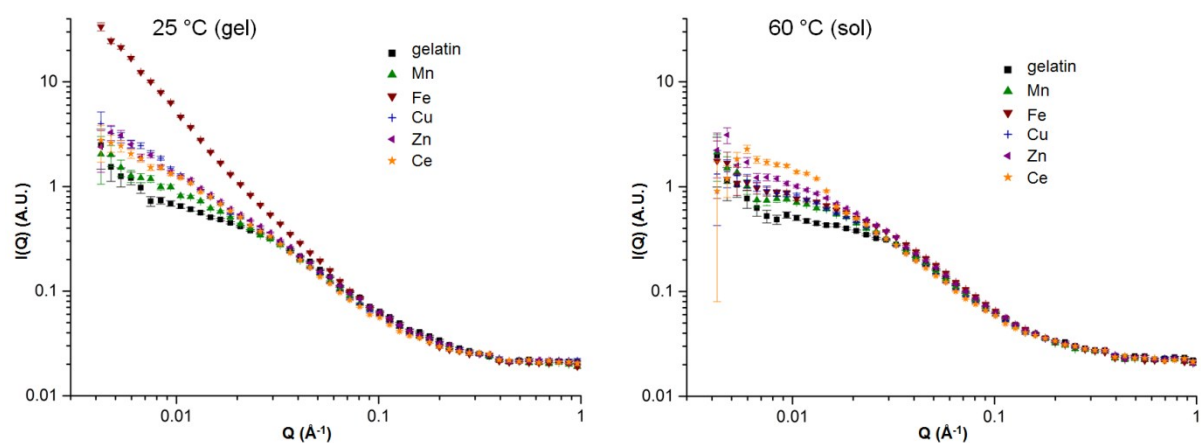 25 °C (gel)
gelatin
Mn
Fe
Cu
Zn
Ce
10
1
0.1
0.01
I(Q) (A.U.)
0.01
0.1
1
Q (Å-1)
60 °C (sol)
gelatin
Mn
Fe
Cu
Zn
Ce
10
1
0.1
0.01
I(Q) (A.U.)
0.01
0.1
1
Q (Å-1)